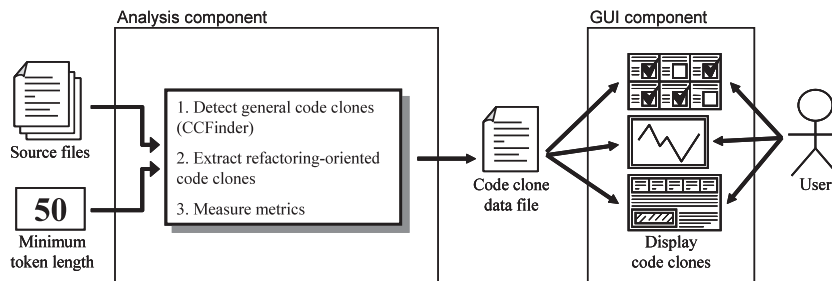 Analysis component
GUI component
Source files
50
Minimum
token length
1. Detect general code clones
(CCFinder)
2. Extract refactoring-oriented
code clones
3. Measure metrics
Code clone
data file
Display
code clones
User